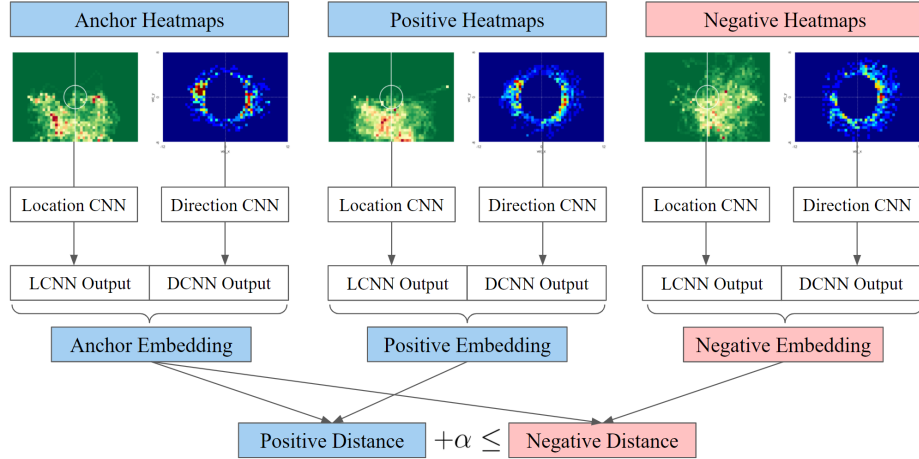 Anchor Heatmaps
Positive Heatmaps
Negative Heatmaps
Location CNN
Direction CNN
Location CNN
Direction CNN
Location CNN
Direction CNN
LCNN Output
DCNN Output
LCNN Output
DCNN Output
LCNN Output
DCNN Output
Anchor Embedding
Positive Embedding
Negative Embedding
Positive Distance
+α ≤
Negative Distance